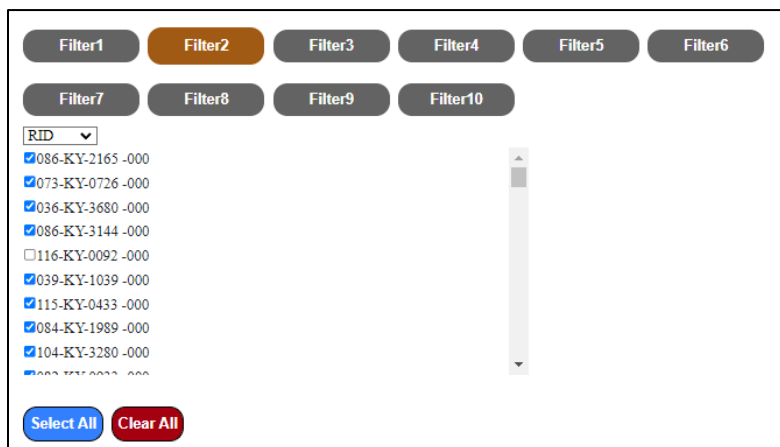 Filter1 Filter2 Filter3 Filter4 Filter5 Filter6
Filter7 Filter8 Filter9 Filter10
RID
086-KY-2165 -000
073-KY-0726 -000
036-KY-3680 -000
086-KY-3144 -000
116-KY-0092 -000
039-KY-1039 -000
115-KY-0433 -000
084-KY-1989 -000
104-KY-3280 -000
Select All Clear All